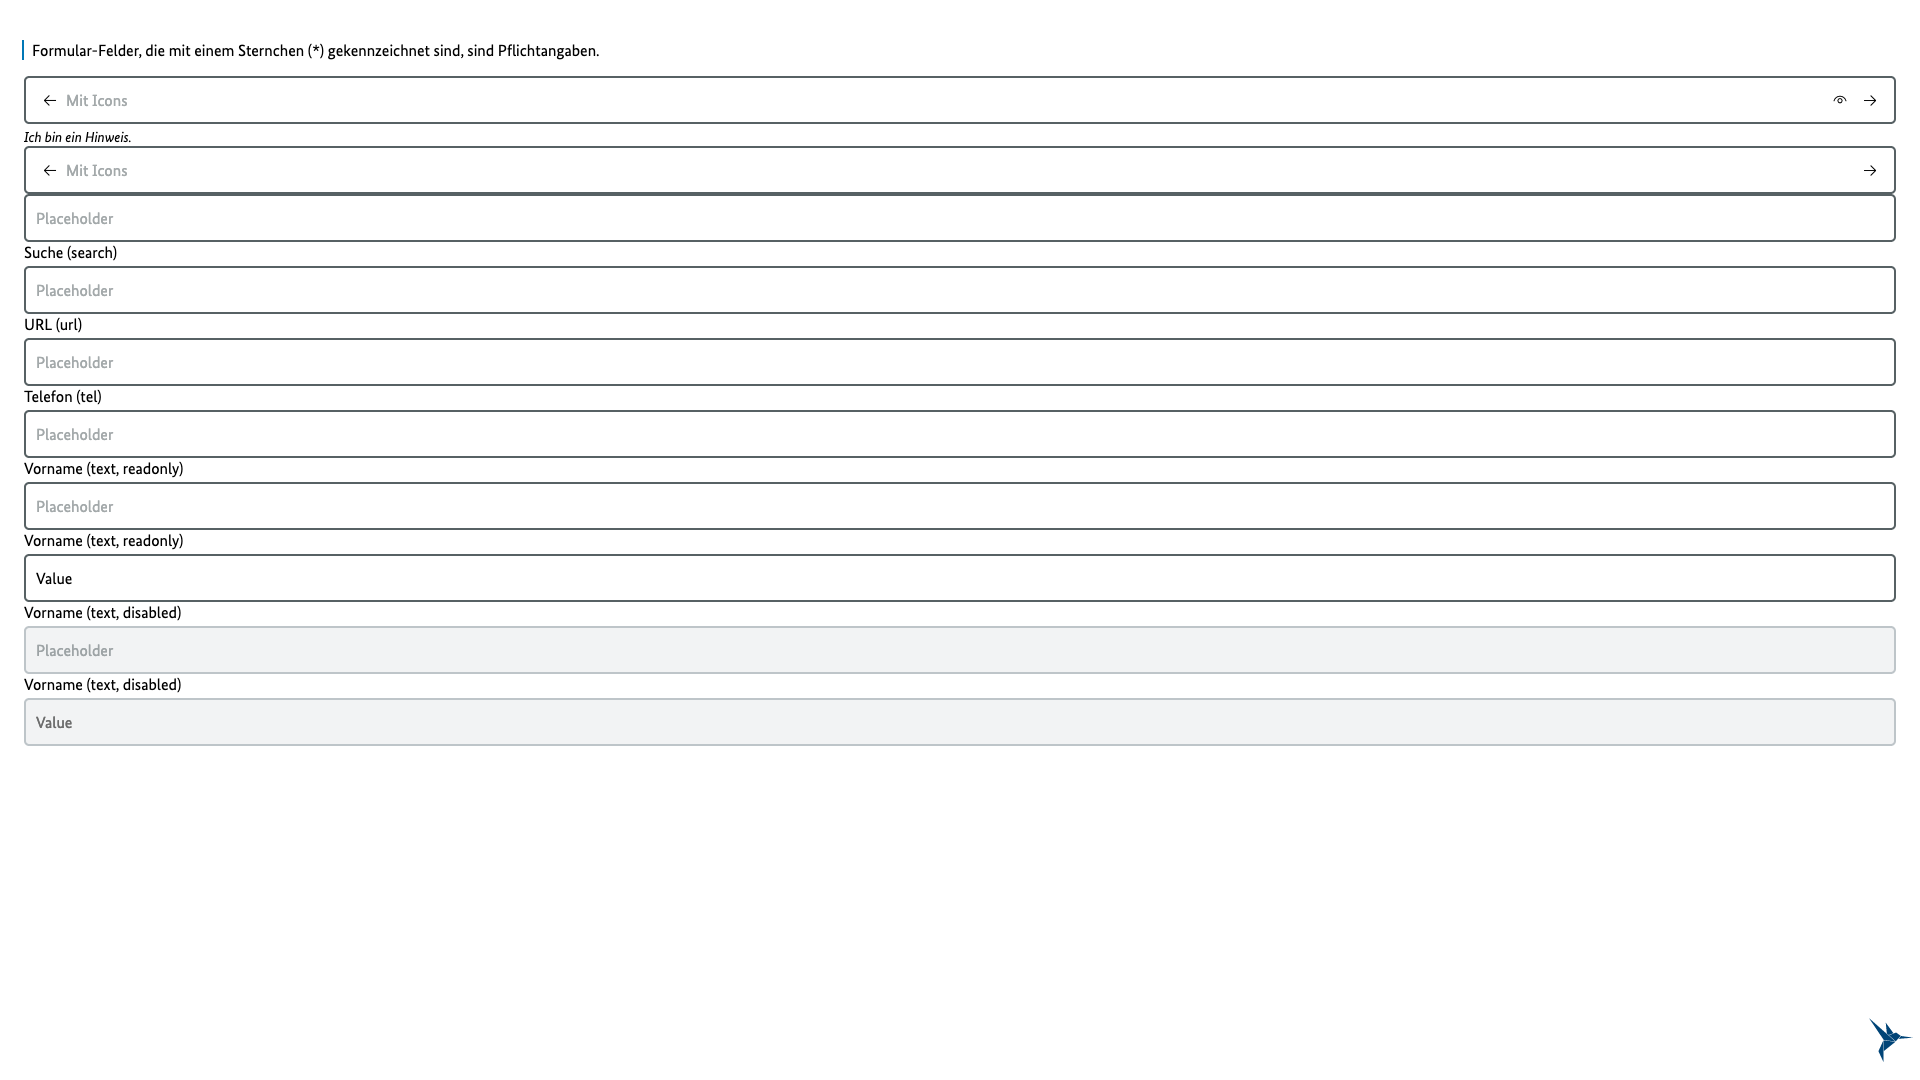 Formular-Felder, die mit einem Sternchen (*) gekennzeichnet sind, sind Pflichtangaben.
Mit Icons
Ich bin ein Hinweis.
Mit Icons
Placeholder
Suche (search)
Placeholder
URL (url)
Placeholder
Telefon (tel)
Placeholder
Vorname (text, readonly)
Placeholder
Vorname (text, readonly)
Value
Vorname (text, disabled)
Placeholder
Vorname (text, disabled)
Value